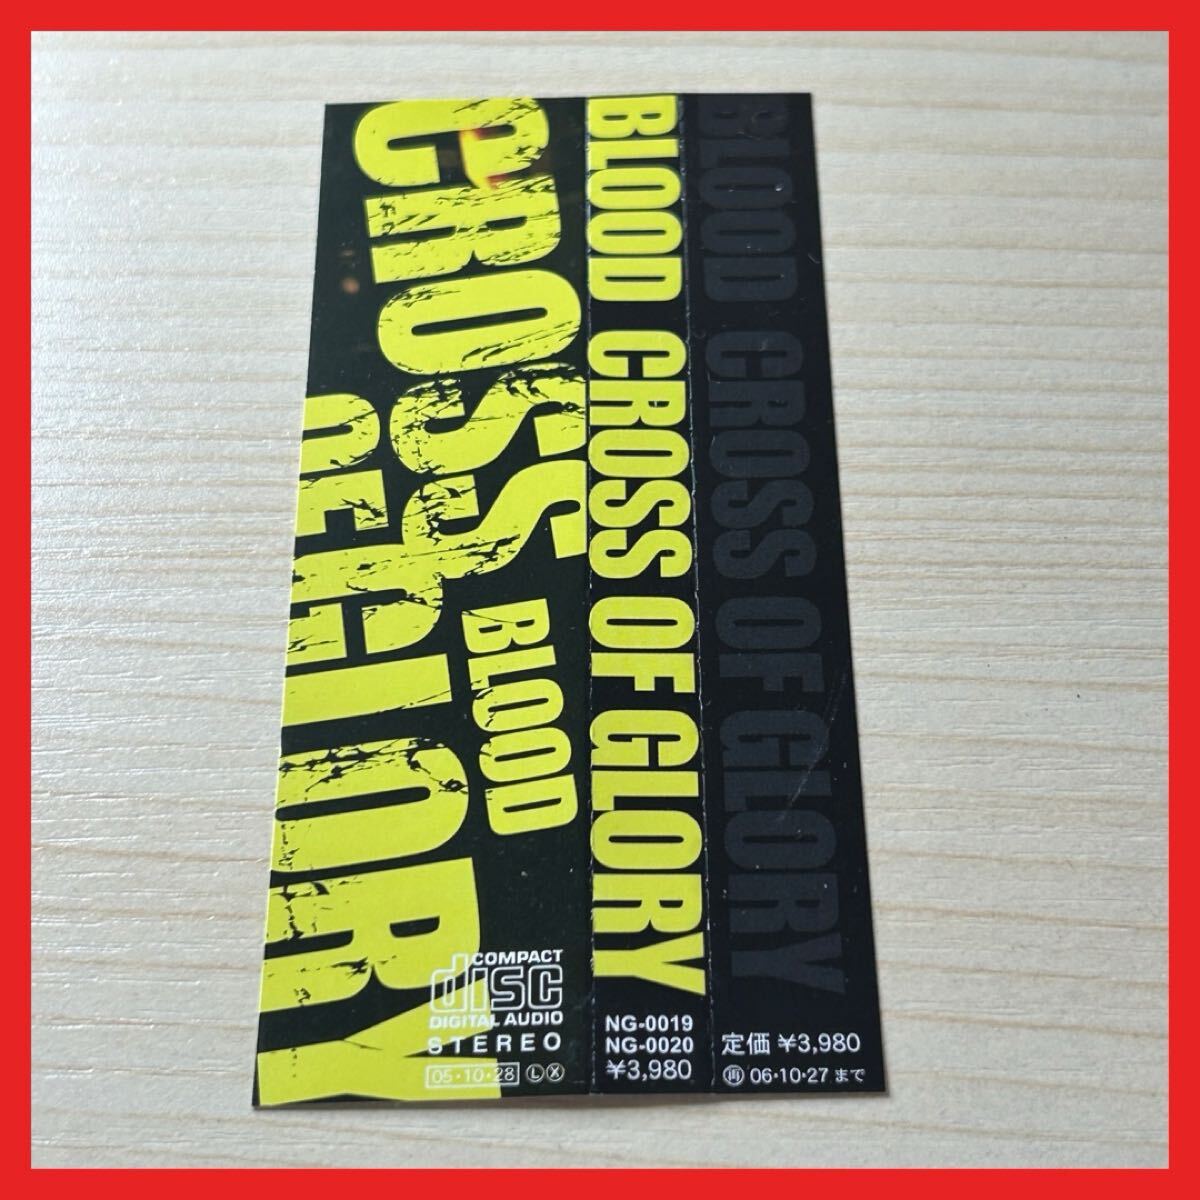 CROSS
OF GLORY
BLOOD
COMPACT
disc
DIGITAL AUDIO
STEREO
05・10・28 Ⓛ Ⓧ
BLOOD CROSS OF GLORY
NG-0019
NG-0020
¥3,980
BLOOD CROSS OF GLORY
定価 ¥3,980
㋐ 06・10・27 まで